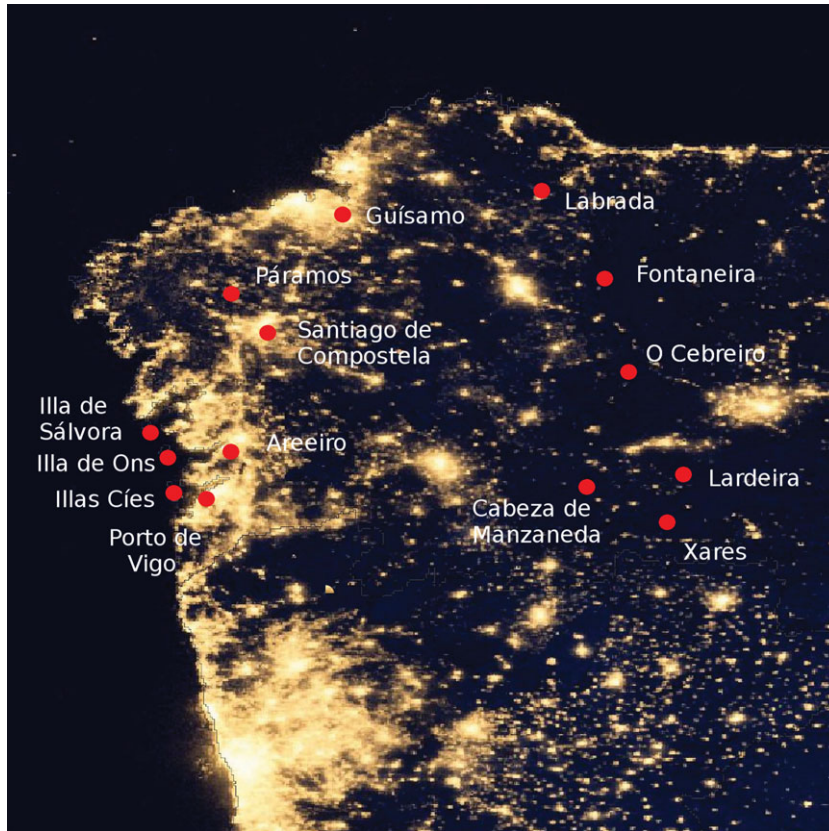 Labrada
Guísamo
Fontaneira
Páramos
Santiago de
Compostela
O Cebreiro
Illa de
Sálvora
Areeiro
Illa de Ons
Lardeira
Illas Cíes
Cabeza de
Manzaneda
Porto de
Vigo
Xares